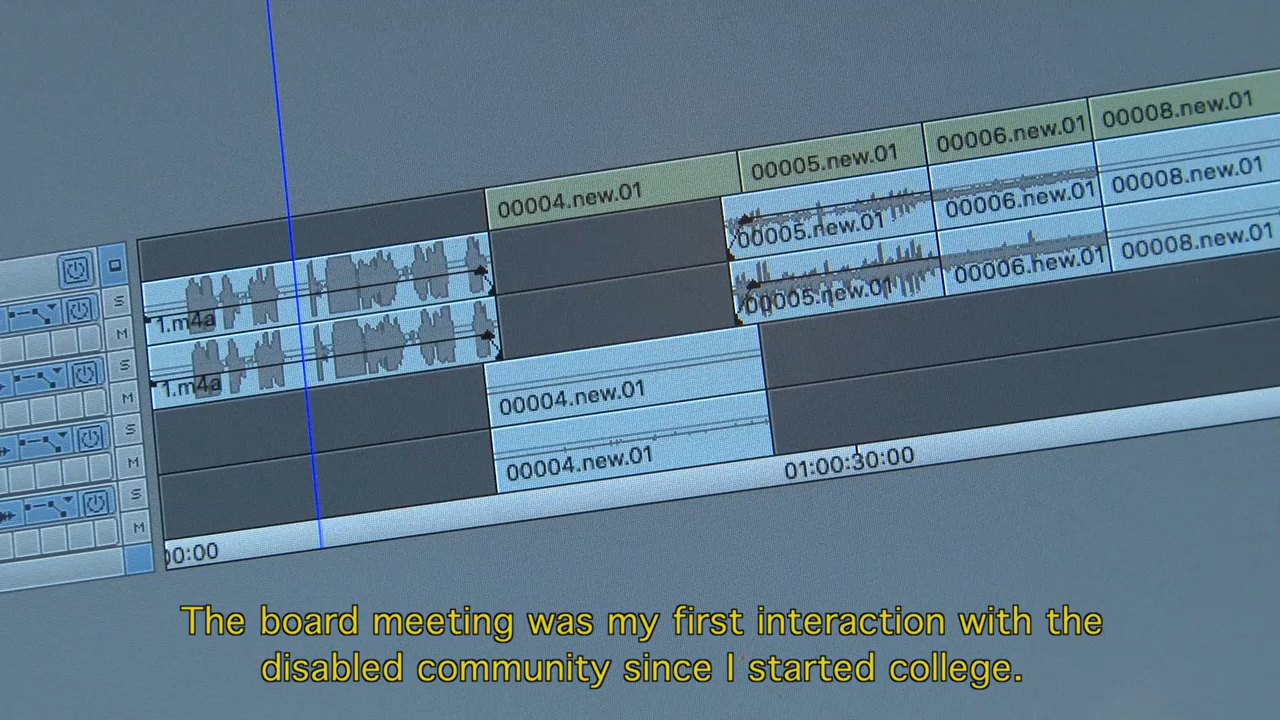 00004.new.01 00005.new.01 00006.new.01 00008.new.01
1.m4a 00005.new.01 00006.new.01 00008.new.01
1.m4a 00005.new.01 00006.new.01 00008.new.01
00004.new.01
00004.new.01
00:00 01:00:30:00
S
M
S
M
S
M
S
M
The board meeting was my first interaction with the
disabled community since I started college.